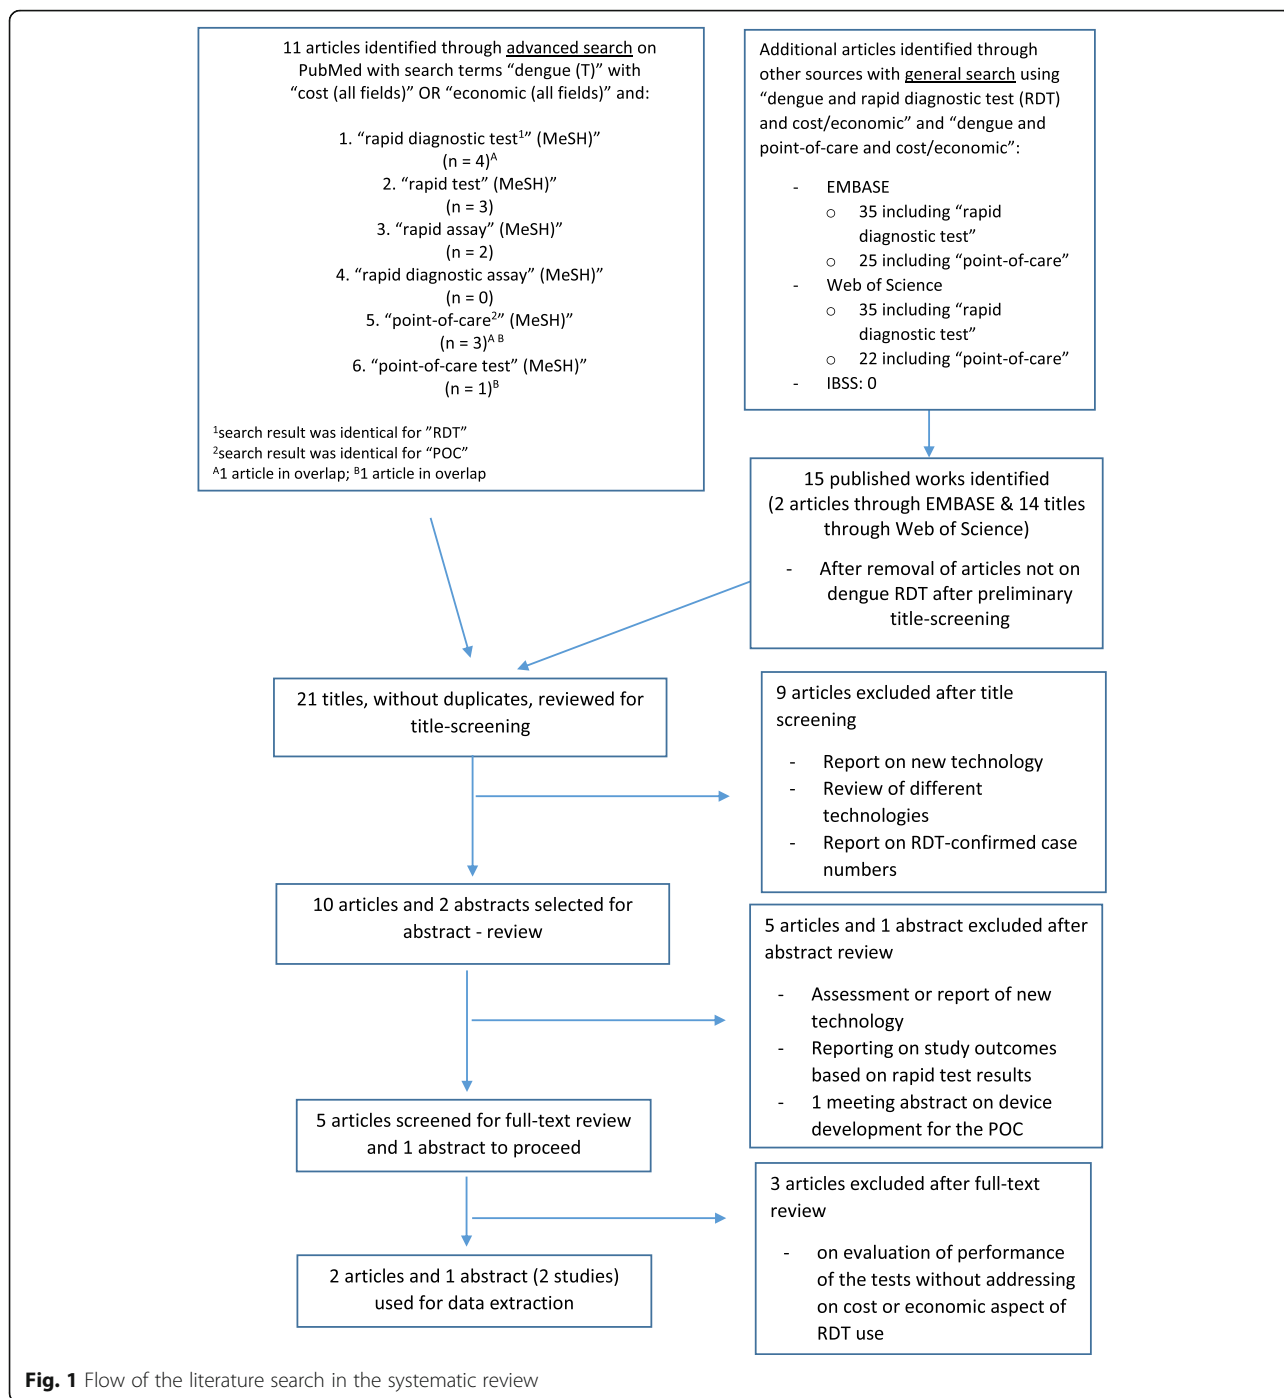 11 articles identified through advanced search on
PubMed with search terms “dengue (T)” with
“cost (all fields)” OR “economic (all fields)” and:
1. “rapid diagnostic test¹” (MeSH)”
(n = 4)ᴬ
2. “rapid test” (MeSH)”
(n = 3)
3. “rapid assay” (MeSH)”
(n = 2)
4. “rapid diagnostic assay” (MeSH)”
(n = 0)
5. “point-of-care²” (MeSH)”
(n = 3)ᴬ ᴮ
6. “point-of-care test” (MeSH)”
(n = 1)ᴮ
¹search result was identical for ”RDT”
²search result was identical for “POC”
ᴬ1 article in overlap; ᴮ1 article in overlap
Additional articles identified through
other sources with general search using
“dengue and rapid diagnostic test (RDT)
and cost/economic” and “dengue and
point-of-care and cost/economic”:
- EMBASE
o 35 including “rapid
diagnostic test”
o 25 including “point-of-care”
- Web of Science
o 35 including “rapid
diagnostic test”
o 22 including “point-of-care”
- IBSS: 0
15 published works identified
(2 articles through EMBASE & 14 titles
through Web of Science)
- After removal of articles not on
dengue RDT after preliminary
title-screening
21 titles, without duplicates, reviewed for
title-screening
9 articles excluded after title
screening
- Report on new technology
- Review of different
technologies
- Report on RDT-confirmed case
numbers
10 articles and 2 abstracts selected for
abstract - review
5 articles and 1 abstract excluded after
abstract review
- Assessment or report of new
technology
- Reporting on study outcomes
based on rapid test results
- 1 meeting abstract on device
development for the POC
5 articles screened for full-text review
and 1 abstract to proceed
3 articles excluded after full-text
review
- on evaluation of performance
of the tests without addressing
on cost or economic aspect of
RDT use
2 articles and 1 abstract (2 studies)
used for data extraction
Fig. 1 Flow of the literature search in the systematic review